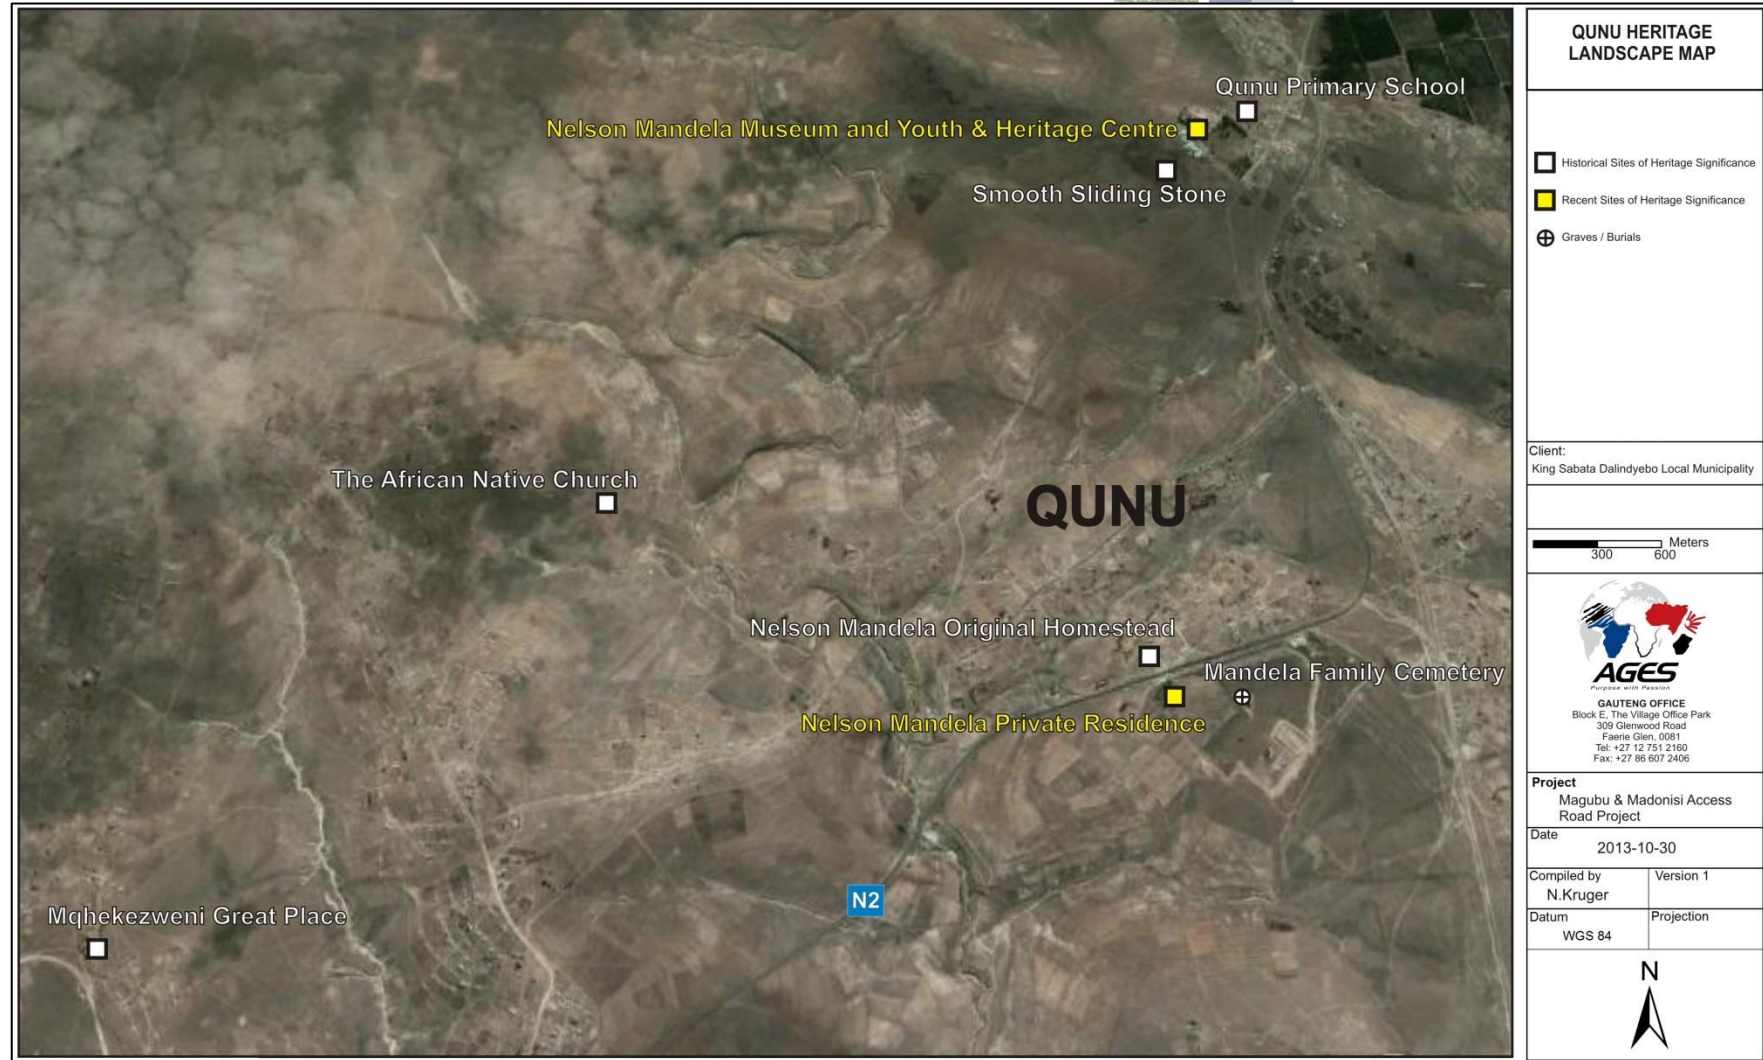 Qunu Primary School
Nelson Mandela Museum and Youth & Heritage Centre
Smooth Sliding Stone
The African Native Church
QUNU
Nelson Mandela Original Homestead
Mandela Family Cemetery
Nelson Mandela Private Residence
N2
Mqhekezweni Great Place
QUNU HERITAGE
LANDSCAPE MAP
Historical Sites of Heritage Significance
Recent Sites of Heritage Significance
Graves / Burials
Client:
King Sabata Dalindyebo Local Municipality
Meters
300 600
AGES
Purpose with Passion
GAUTENG OFFICE
Block E, The Village Office Park
309 Glenwood Road
Faerie Glen, 0081
Tel: +27 12 751 2160
Fax: +27 86 607 2406
Project
Magubu & Madonisi Access
Road Project
Date
2013-10-30
Compiled by Version 1
N.Kruger
Datum Projection
WGS 84
N